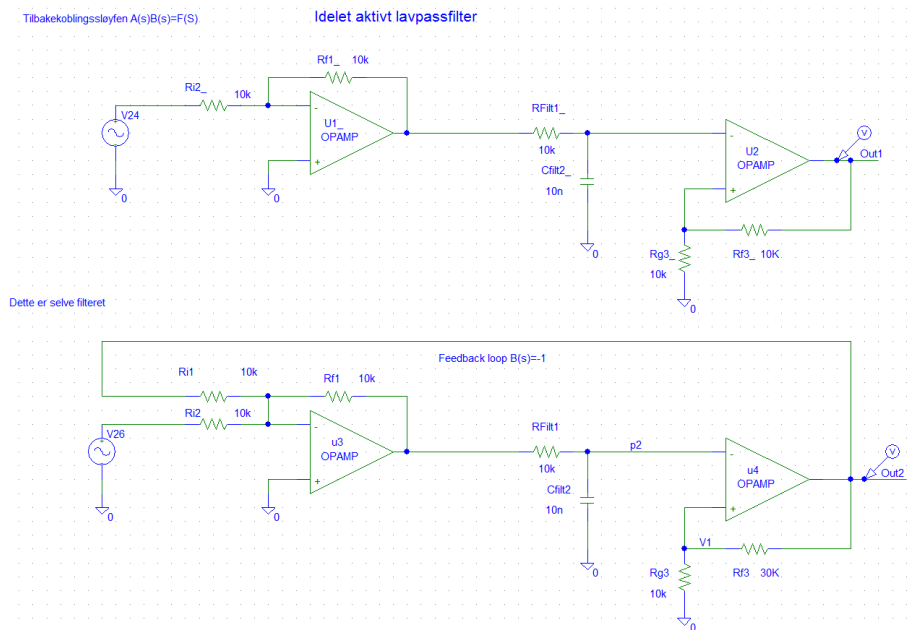 Tilbakekoblingssløyfen A(s)B(s)=F(S)
Idelet aktivt lavpassfilter
Rf1_ 10k
Ri2_ 10k
V24
U1_
OPAMP
-
+
0
0
RFilt1_
10k
Cfilt2_
10n
0
U2
OPAMP
-
+
V
Out1
Rg3_
10k
Rf3_ 10K
0
Dette er selve filteret
Feedback loop B(s)=-1
Ri1 10k
Rf1 10k
Ri2 10k
V26
u3
OPAMP
-
+
0
0
RFilt1
10k
p2
Cfilt2
10n
0
u4
OPAMP
-
+
V
Out2
V1
Rg3
10k
Rf3 30K
0